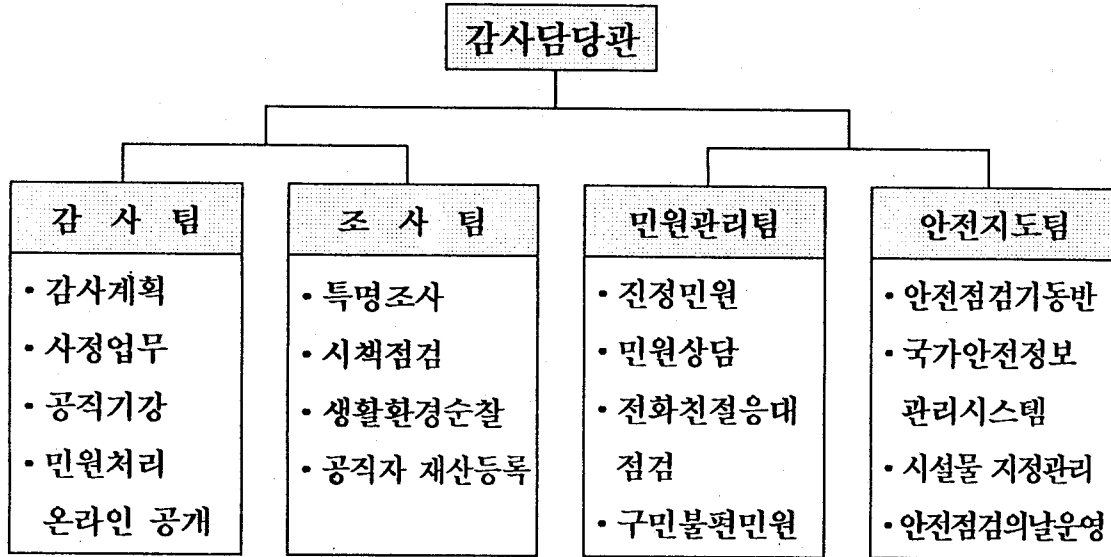 감사담당관
감 사 팀
• 감사계획
• 사정업무
• 공직기강
• 민원처리
온라인 공개
조 사 팀
• 특명조사
• 시책점검
• 생활환경순찰
• 공직자 재산등록
민원관리팀
• 진정민원
• 민원상담
• 전화친절응대
점검
• 구민불편민원
안전지도팀
• 안전점검기동반
• 국가안전정보
관리시스템
• 시설물 지정관리
• 안전점검의날운영